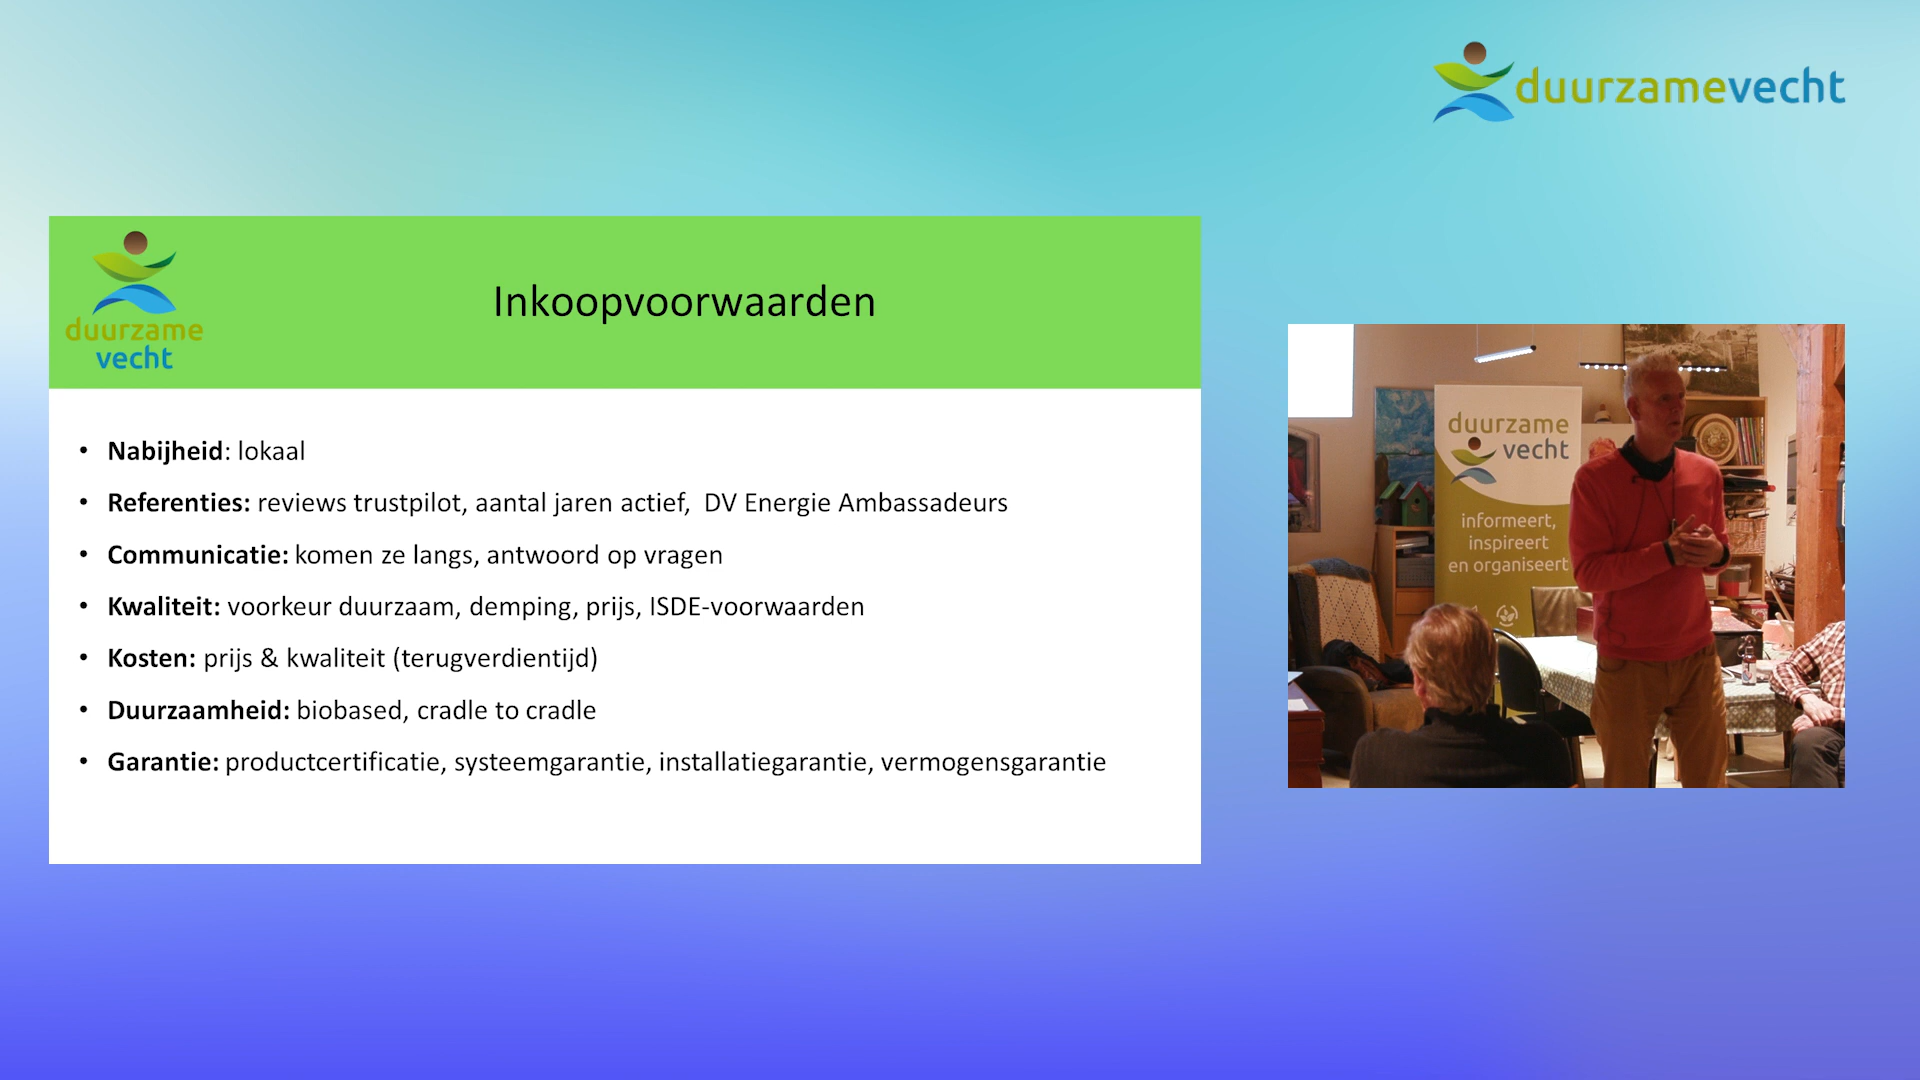 duurzamevecht
duurzame
vecht
Inkoopvoorwaarden
• Nabijheid: lokaal
• Referenties: reviews trustpilot, aantal jaren actief, DV Energie Ambassadeurs
• Communicatie: komen ze langs, antwoord op vragen
• Kwaliteit: voorkeur duurzaam, demping, prijs, ISDE-voorwaarden
• Kosten: prijs & kwaliteit (terugverdientijd)
• Duurzaamheid: biobased, cradle to cradle
• Garantie: productcertificatie, systeemgarantie, installatiegarantie, vermogensgarantie
duurzame
vecht
informeert,
inspireert
en organiseert